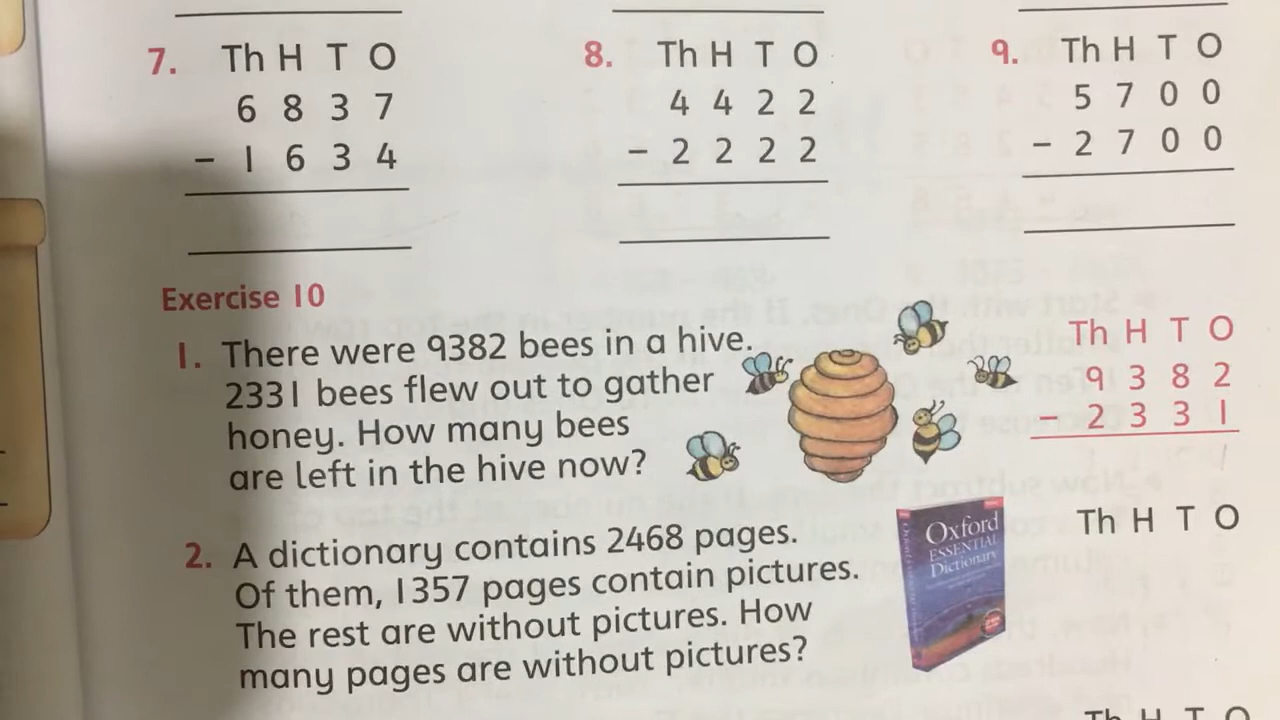 7. Th H T O
6 8 3 7
- 1 6 3 4
8. Th H T O
4 4 2 2
- 2 2 2 2
9. Th H T O
5 7 0 0
- 2 7 0 0
Exercise 10
1. There were 9382 bees in a hive.
2331 bees flew out to gather
honey. How many bees
are left in the hive now?
Th H T O
9 3 8 2
- 2 3 3 1
1
2. A dictionary contains 2468 pages.
Of them, 1357 pages contain pictures.
The rest are without pictures. How
many pages are without pictures?
Oxford
ESSENTIAL
Dictionary
Th H T O
Th H T O